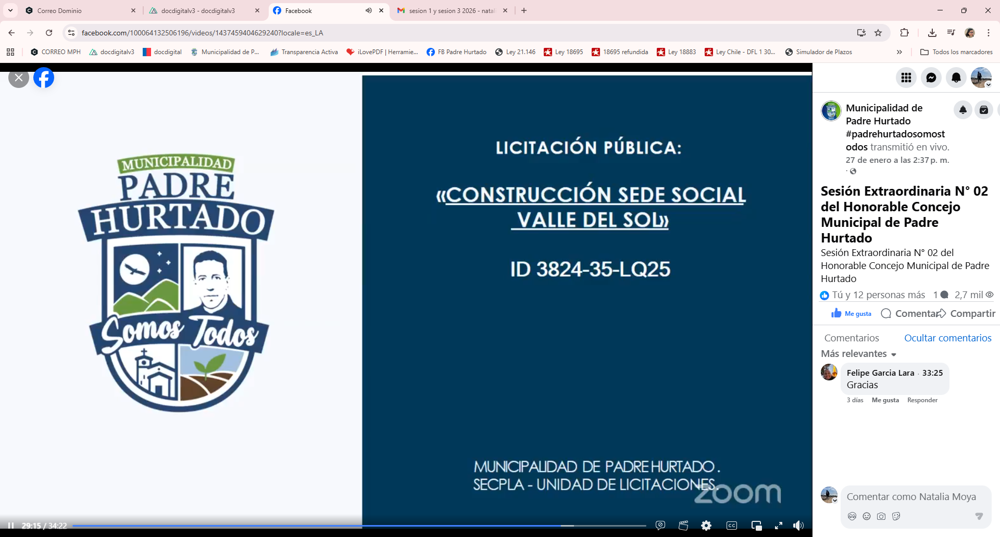 Correo Dominio
docdigitalv3 - docdigitalv3
Facebook
sesion 1 y sesion 3 2026 - natal
facebook.com/100064132506196/videos/1437459404629240?locale=es_LA
CORREO MPH
docdigitalv3
docdigital
Municipalidad de P...
Transparencia Activa
iLovePDF | Herramie...
FB Padre Hurtado
Ley 21.146
Ley 18695
18695 refundida
Ley 18883
Ley Chile - DFL 1 30...
Simulador de Plazos
Todos los marcadores
MUNICIPALIDAD
PADRE
HURTADO
Somos Todos
LICITACIÓN PÚBLICA:
«CONSTRUCCIÓN SEDE SOCIAL
VALLE DEL SOL»
ID 3824-35-LQ25
MUNICIPALIDAD DE PADRE HURTADO .
SECPLA - UNIDAD DE LICITACIONES.
zoom
29:15 / 34:22
CC
Municipalidad de
Padre Hurtado
#padrehurtadosomost
odos transmitió en vivo.
27 de enero a las 2:37 p. m.
·
Sesión Extraordinaria N° 02
del Honorable Concejo
Municipal de Padre
Hurtado
Sesión Extraordinaria N° 02 del
Honorable Concejo Municipal de Padre
Hurtado
Tú y 12 personas más 1 2,7 mil
Me gusta Comentar Compartir
Comentarios Ocultar comentarios
Más relevantes
Felipe Garcia Lara · 33:25
Gracias
3 días Me gusta Responder
Comentar como Natalia Moya